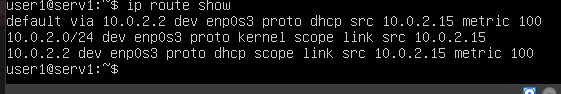 user1@serv1:~$ ip route show
default via 10.0.2.2 dev enp0s3 proto dhcp src 10.0.2.15 metric 100
10.0.2.0/24 dev enp0s3 proto kernel scope link src 10.0.2.15
10.0.2.2 dev enp0s3 proto dhcp scope link src 10.0.2.15 metric 100
user1@serv1:~$